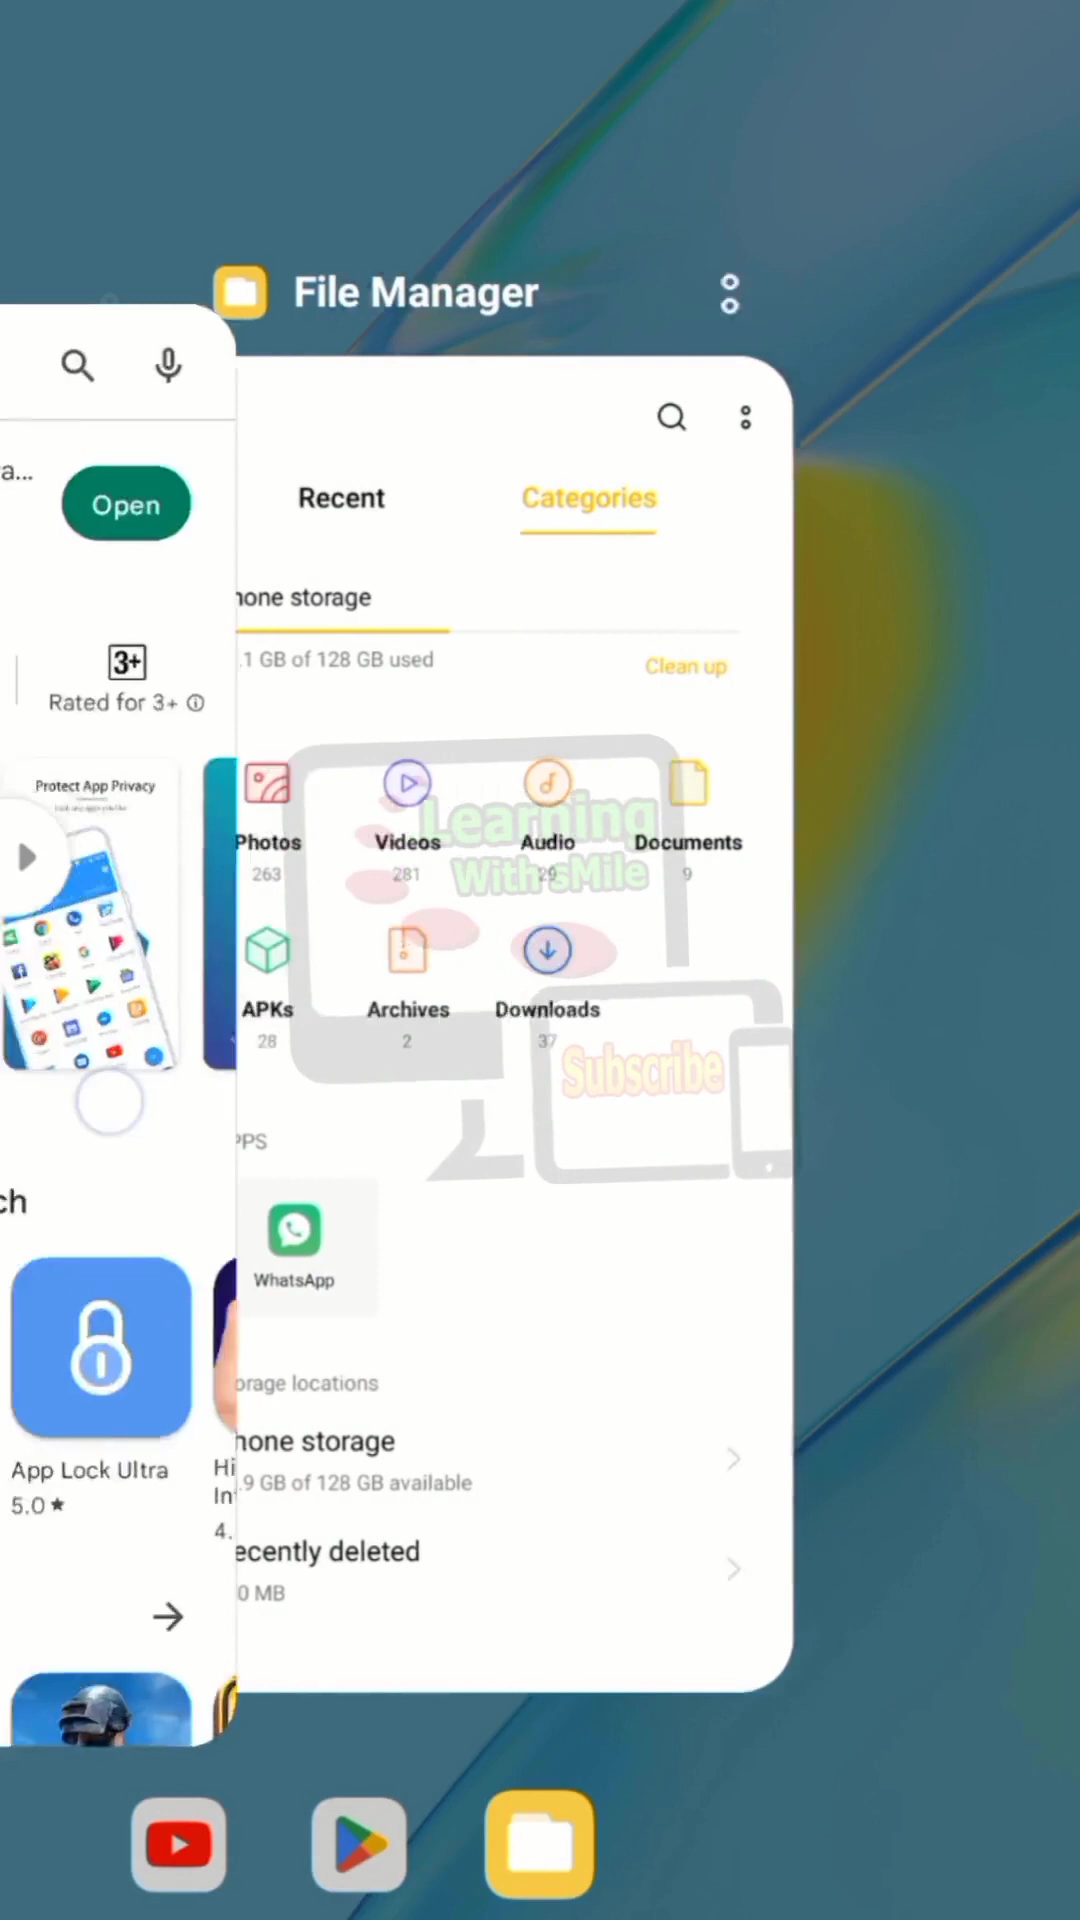 File Manager
a...
Open
Recent
Categories
hone storage
.1 GB of 128 GB used
Clean up
3+
Rated for 3+
Protect App Privacy
Photos
Videos
Audio
Documents
263
281
29
9
Learning
With sMile
APKs
Archives
Downloads
28
2
37
Subscribe
PPS
ch
WhatsApp
orage locations
hone storage
.9 GB of 128 GB available
App Lock Ultra
5.0 ★
Hi
In
4.
ecently deleted
0 MB